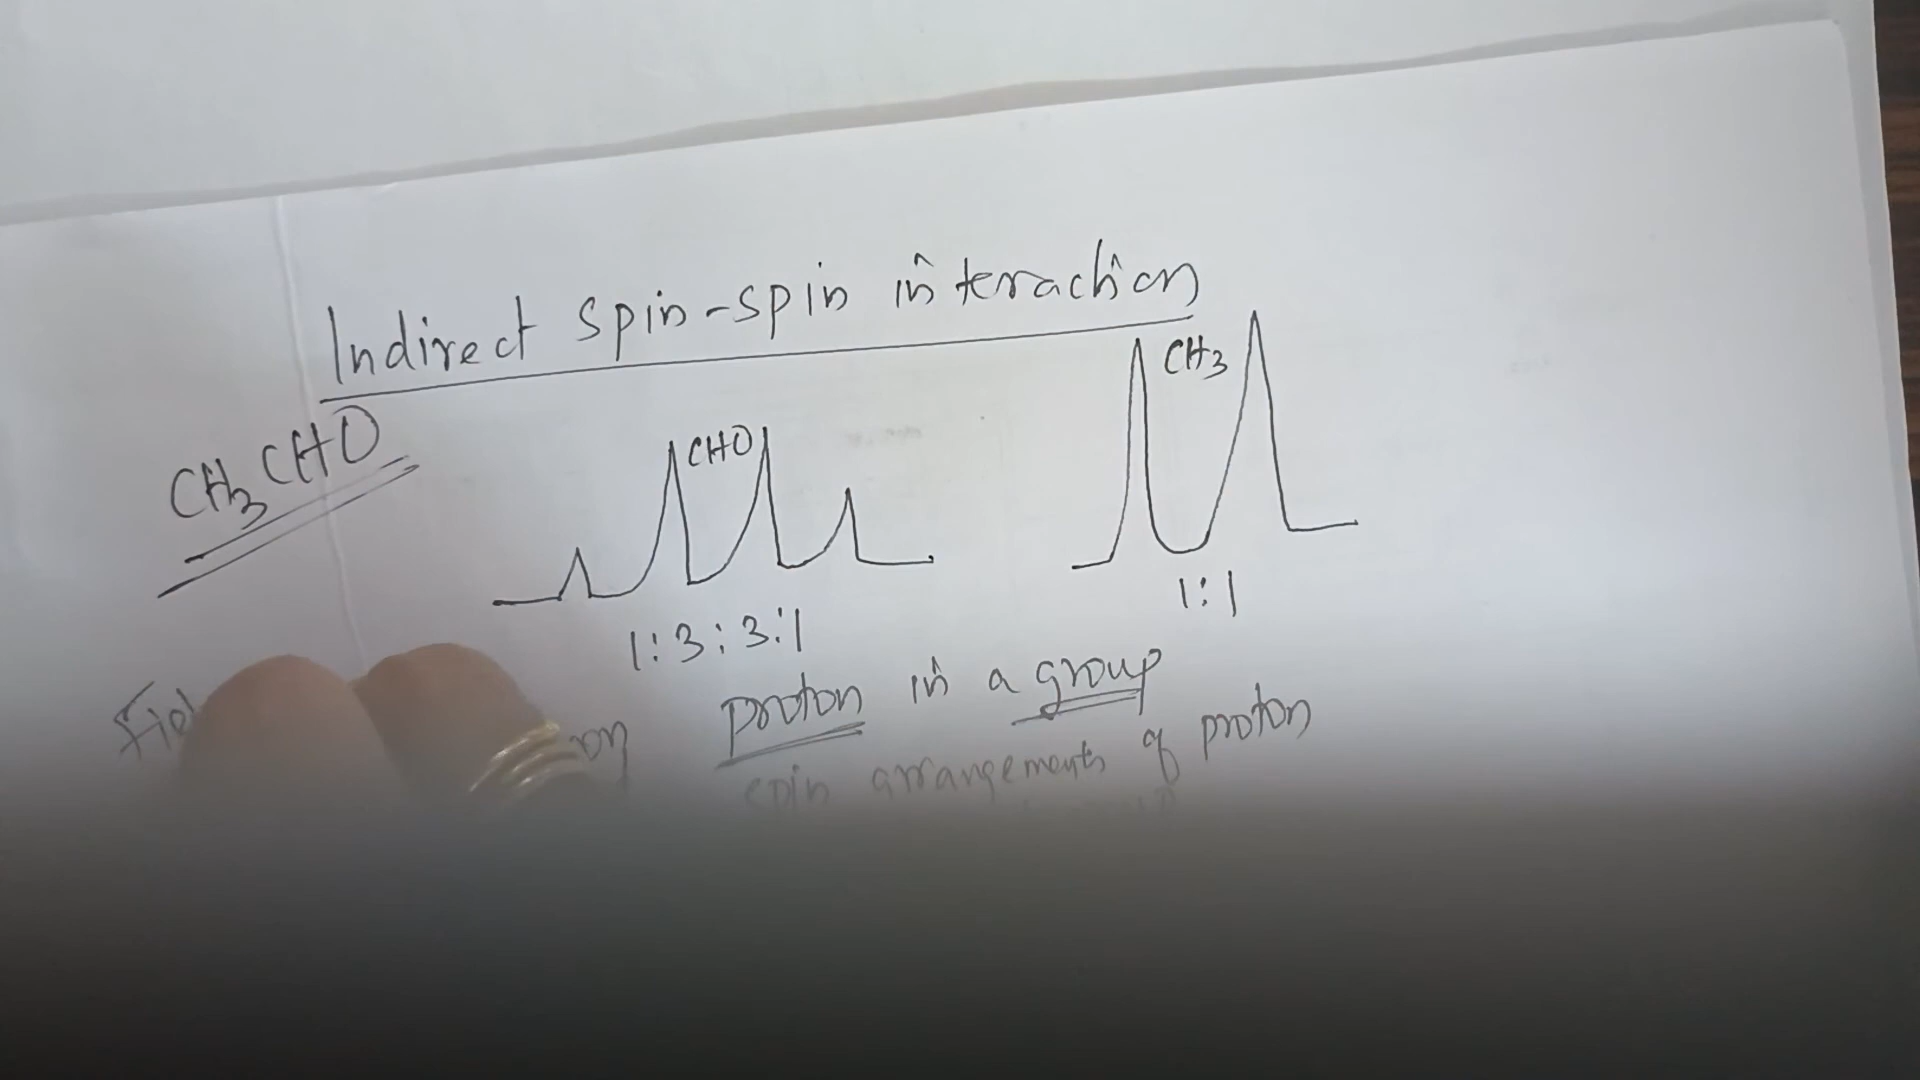 Indirect spin-spin interaction
CH3CHO
CHO
CH3
1:3:3:1
1:1
proton in a group
spin arrangements of proton